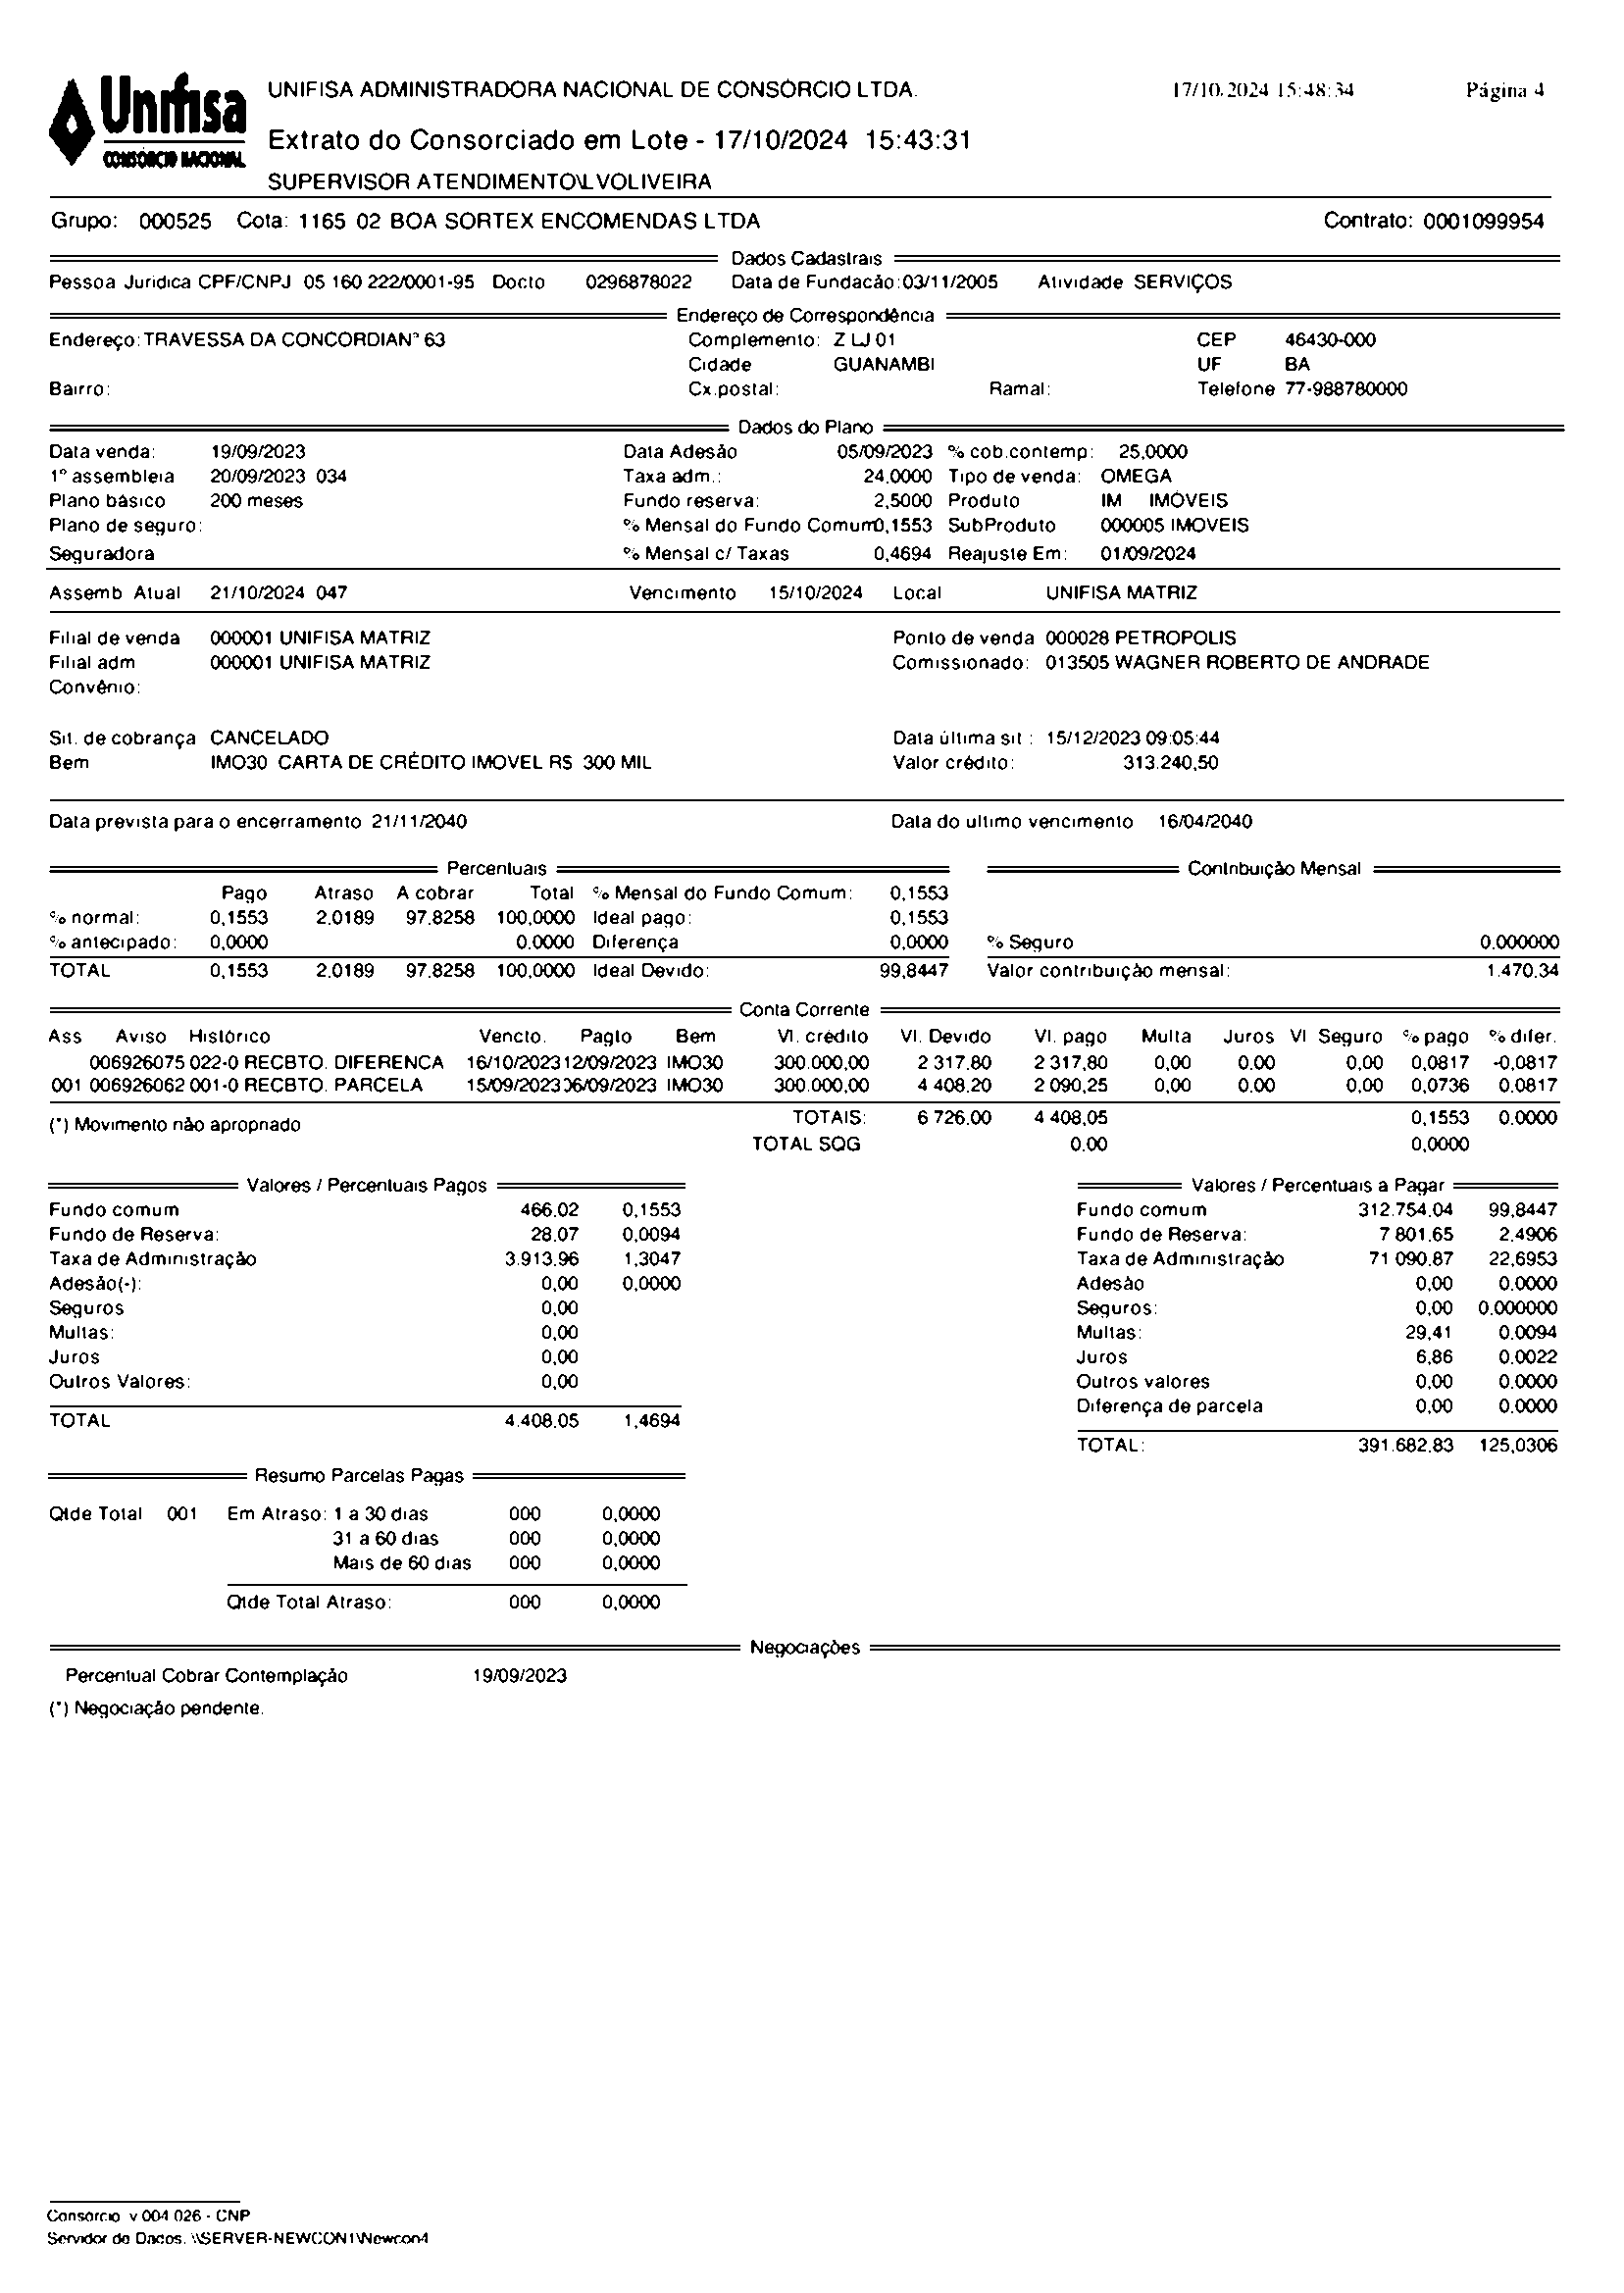 Unifisa
CONSÓRCIO NACIONAL
UNIFISA ADMINISTRADORA NACIONAL DE CONSÓRCIO LTDA. 17/10/2024 15:48:34 Página 4
Extrato do Consorciado em Lote - 17/10/2024 15:43:31
SUPERVISOR ATENDIMENTO\LVOLIVEIRA
Grupo: 000525 Cota: 1165 02 BOA SORTEX ENCOMENDAS LTDA Contrato: 0001099954
Dados Cadastrais
Pessoa Juridica CPF/CNPJ 05 160 222/0001-95 Docto 0296878022 Data de Fundacão:03/11/2005 Atividade SERVIÇOS
Endereço de Correspondência
Endereço: TRAVESSA DA CONCORDIANº 63 Complemento: Z LJ 01 CEP 46430-000
Cidade GUANAMBI UF BA
Bairro: Cx.postal: Ramal: Telefone 77-988780000
Dados do Plano
Data venda: 19/09/2023 Data Adesão 05/09/2023 % cob.contemp: 25,0000
1º assembleia 20/09/2023 034 Taxa adm.: 24,0000 Tipo de venda: OMEGA
Plano básico 200 meses Fundo reserva: 2,5000 Produto IM IMÓVEIS
Plano de seguro: % Mensal do Fundo Comum 0,1553 SubProduto 000005 IMOVEIS
Seguradora % Mensal c/ Taxas 0,4694 Reajuste Em: 01/09/2024
Assemb Atual 21/10/2024 047 Vencimento 15/10/2024 Local UNIFISA MATRIZ
Filial de venda 000001 UNIFISA MATRIZ Ponto de venda 000028 PETROPOLIS
Filial adm 000001 UNIFISA MATRIZ Comissionado: 013505 WAGNER ROBERTO DE ANDRADE
Convênio:
Sit. de cobrança CANCELADO Data última sit : 15/12/2023 09:05:44
Bem IMO30 CARTA DE CRÉDITO IMOVEL R$ 300 MIL Valor crédito: 313.240,50
Data prevista para o encerramento 21/11/2040 Data do ultimo vencimento 16/04/2040
Percentuais Contribuição Mensal
Pago Atraso A cobrar Total % Mensal do Fundo Comum: 0,1553
% normal: 0,1553 2.0189 97.8258 100,0000 Ideal pago: 0,1553
% antecipado: 0,0000 0.0000 Diferença 0,0000 % Seguro 0.000000
TOTAL 0,1553 2.0189 97.8258 100,0000 Ideal Devido: 99,8447 Valor contribuição mensal: 1.470.34
Conta Corrente
Ass Aviso Histórico Vencto. Pagto Bem Vl. crédito Vl. Devido Vl. pago Multa Juros Vl Seguro % pago % difer.
006926075 022-0 RECBTO. DIFERENCA 16/10/2023 12/09/2023 IMO30 300.000,00 2 317.80 2 317,80 0,00 0.00 0,00 0,0817 -0,0817
001 006926062 001-0 RECBTO. PARCELA 15/09/2023 06/09/2023 IMO30 300.000,00 4 408.20 2 090,25 0,00 0.00 0,00 0,0736 0.0817
(*) Movimento não apropriado TOTAIS: 6 726.00 4 408,05 0,1553 0.0000
TOTAL SQG 0.00 0,0000
Valores / Percentuais Pagos Valores / Percentuais a Pagar
Fundo comum 466.02 0,1553 Fundo comum 312.754.04 99,8447
Fundo de Reserva: 28.07 0,0094 Fundo de Reserva: 7 801.65 2,4906
Taxa de Administração 3.913.96 1,3047 Taxa de Administração 71 090.87 22,6953
Adesão(-): 0,00 0,0000 Adesão 0,00 0.0000
Seguros 0,00 Seguros: 0,00 0.000000
Multas: 0,00 Multas: 29,41 0.0094
Juros 0,00 Juros 6,86 0.0022
Outros Valores: 0,00 Outros valores 0,00 0.0000
Diferença de parcela 0,00 0.0000
TOTAL 4.408.05 1,4694
TOTAL: 391.682,83 125,0306
Resumo Parcelas Pagas
Qtde Total 001 Em Atraso: 1 a 30 dias 000 0,0000
31 a 60 dias 000 0,0000
Mais de 60 dias 000 0,0000
Qtde Total Atraso: 000 0,0000
Negociações
Percentual Cobrar Contemplação 19/09/2023
(*) Negociação pendente.
Consórcio v 004 026 - CNP
Servidor de Dados. \\SERVER-NEWCON1\Newcon4